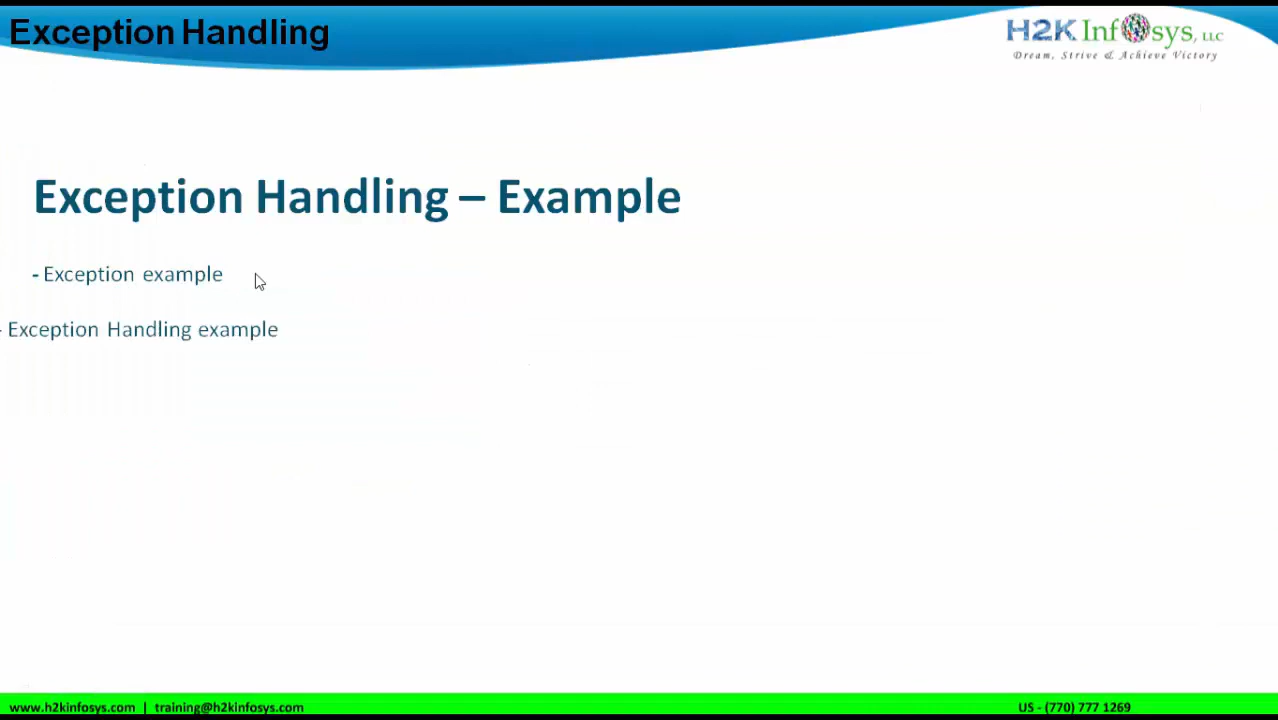 Exception Handling
H2K Infosys, LLC
Dream, Strive & Achieve Victory
Exception Handling – Example
- Exception example
- Exception Handling example
www.h2kinfosys.com | training@h2kinfosys.com
US - (770) 777 1269